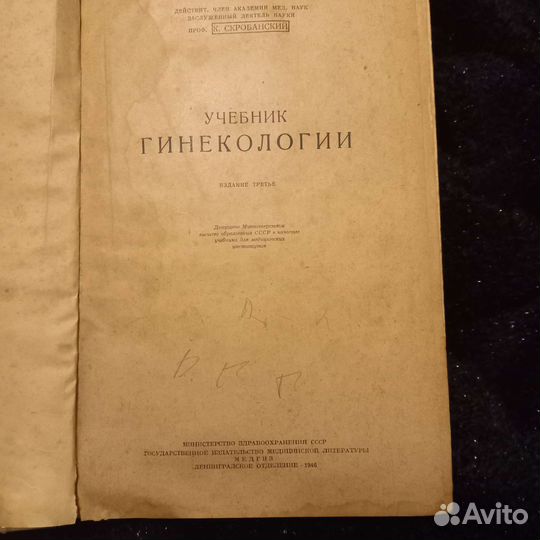 ДЕЙСТВИТ. ЧЛЕН АКАДЕМИИ МЕД. НАУК
ЗАСЛУЖЕННЫЙ ДЕЯТЕЛЬ НАУКИ
ПРОФ. К. СКРОБАНСКИЙ
УЧЕБНИК
ГИНЕКОЛОГИИ
ИЗДАНИЕ ТРЕТЬЕ
Допущено Министерством
высшего образования СССР в качестве
учебника для медицинских
институтов
МИНИСТЕРСТВО ЗДРАВООХРАНЕНИЯ СССР
ГОСУДАРСТВЕННОЕ ИЗДАТЕЛЬСТВО МЕДИЦИНСКОЙ ЛИТЕРАТУРЫ
МЕДГИЗ
ЛЕНИНГРАДСКОЕ ОТДЕЛЕНИЕ - 1946
Avito